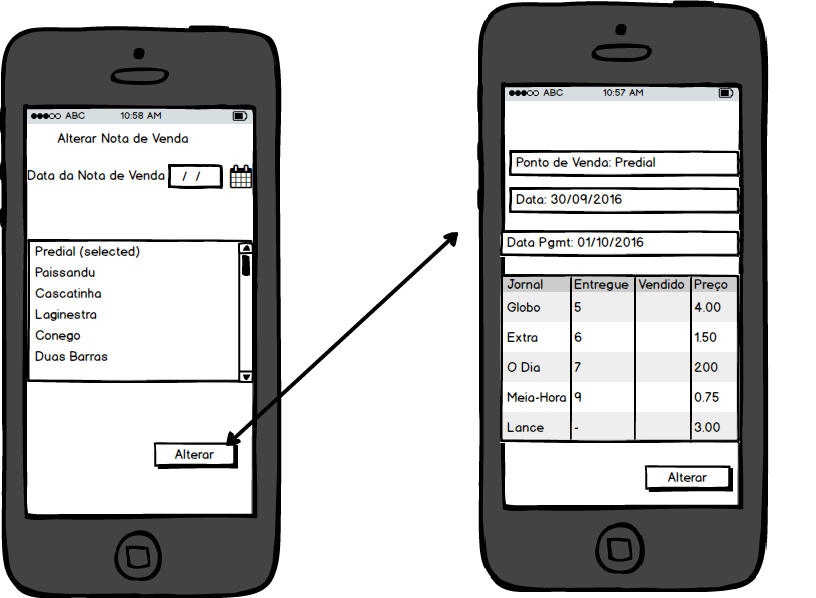 ABC 10:58 AM
Alterar Nota de Venda
Data da Nota de Venda / /
Predial (selected)
Paissandu
Cascatinha
Laginestra
Conego
Duas Barras
Alterar
ABC 10:57 AM
Ponto de Venda: Predial
Data: 30/09/2016
Data Pgmt: 01/10/2016
Jornal Entregue Vendido Preço
Globo 5 4.00
Extra 6 1.50
O Dia 7 2.00
Meia-Hora 9 0.75
Lance - 3.00
Alterar